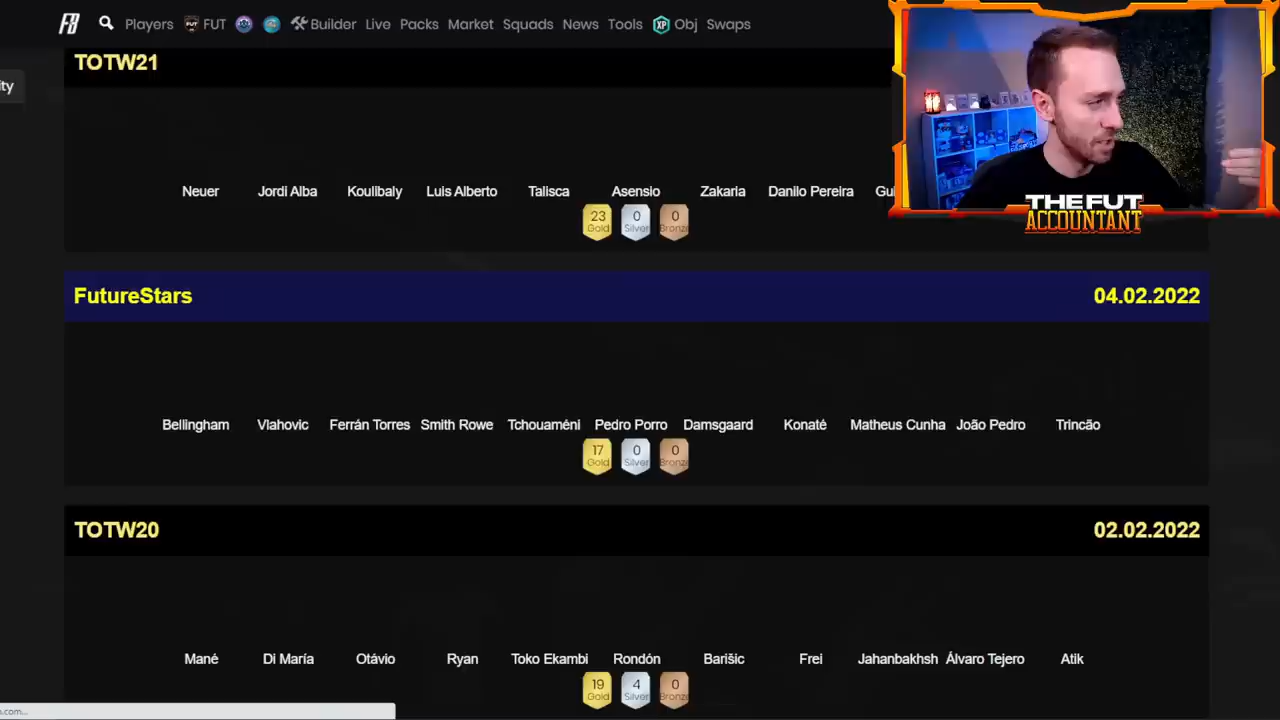 Players FUT Builder Live Packs Market Squads News Tools XP Obj Swaps
ty
TOTW21
Neuer Jordi Alba Koulibaly Luis Alberto Talisca Asensio Zakaria Danilo Pereira
23 Gold 0 Silver 0 Bronze
THE FUT
ACCOUNTANT
FutureStars 04.02.2022
Bellingham Vlahovic Ferrán Torres Smith Rowe Tchouaméni Pedro Porro Damsgaard Konaté Matheus Cunha João Pedro Trincão
17 Gold 0 Silver 0 Bronze
TOTW20 02.02.2022
Mané Di María Otávio Ryan Toko Ekambi Rondón Barišic Frei Jahanbakhsh Álvaro Tejero Atik
19 Gold 4 Silver 0 Bronze